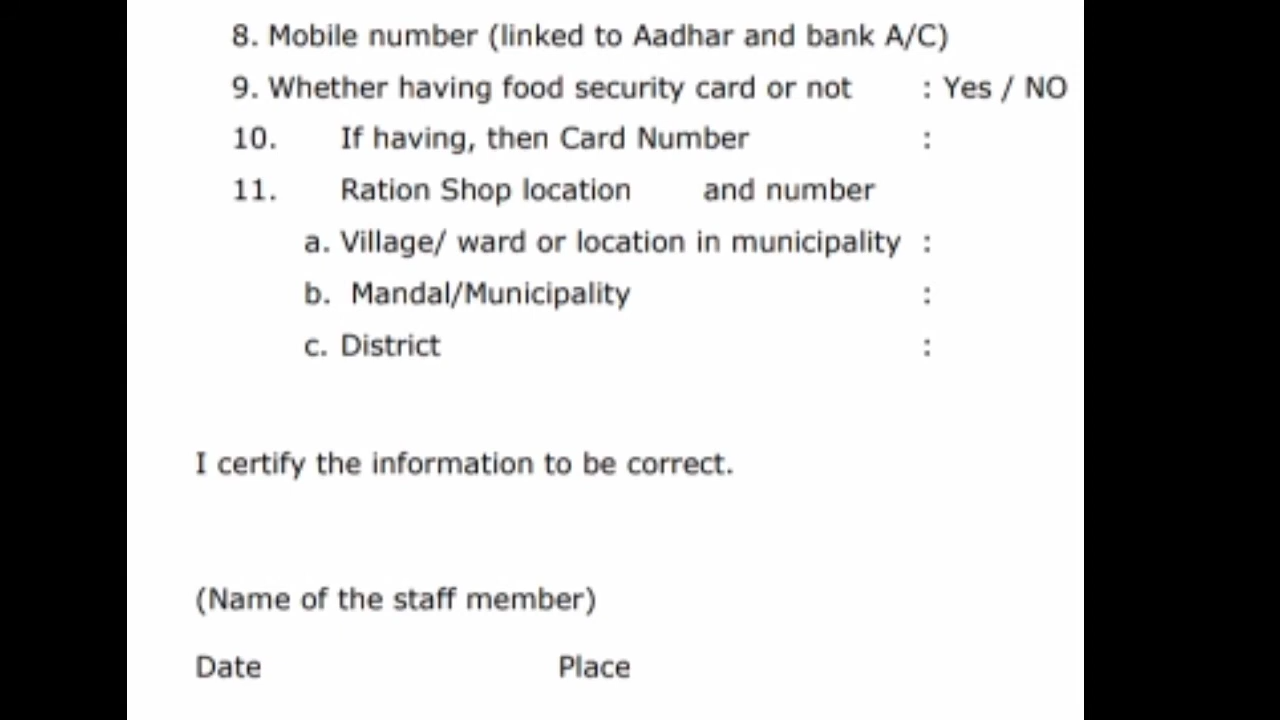 8. Mobile number (linked to Aadhar and bank A/C)
9. Whether having food security card or not : Yes / NO
10. If having, then Card Number :
11. Ration Shop location and number
a. Village/ ward or location in municipality :
b. Mandal/Municipality :
c. District :
I certify the information to be correct.
(Name of the staff member)
Date Place